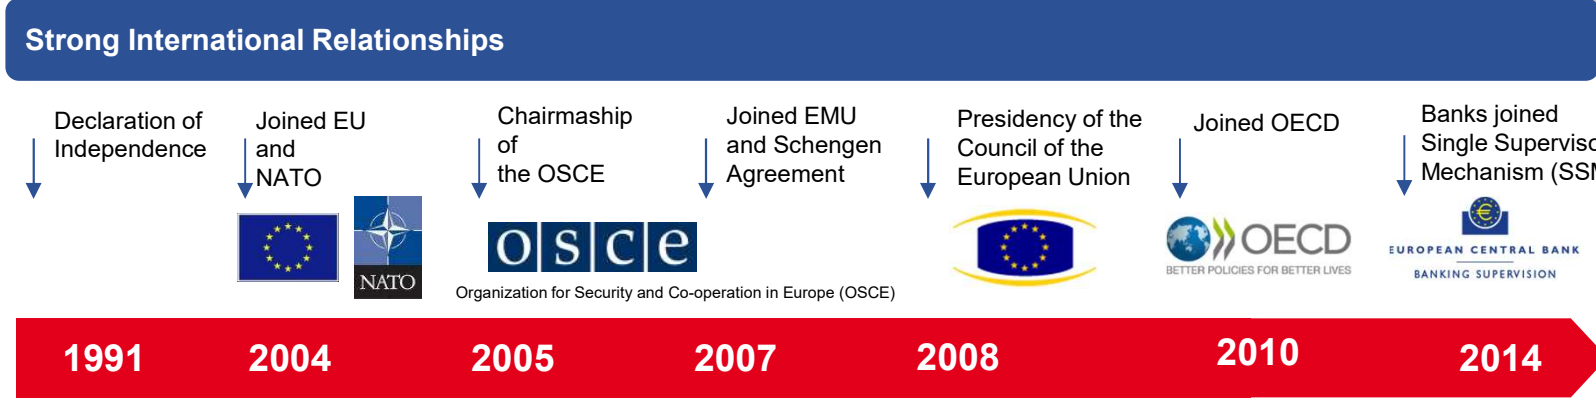 Strong International Relationships
Declaration of
Independence
Joined EU
and
NATO
NATO
Chairmaship
of
the OSCE
OSCE
Organization for Security and Co-operation in Europe (OSCE)
Joined EMU
and Schengen
Agreement
Presidency of the
Council of the
European Union
Joined OECD
OECD
BETTER POLICIES FOR BETTER LIVES
Banks joined
Single
Mechanism
EUROPEAN CENTRAL BANK
BANKING SUPERVISION
1991
2004
2005
2007
2008
2010
2014